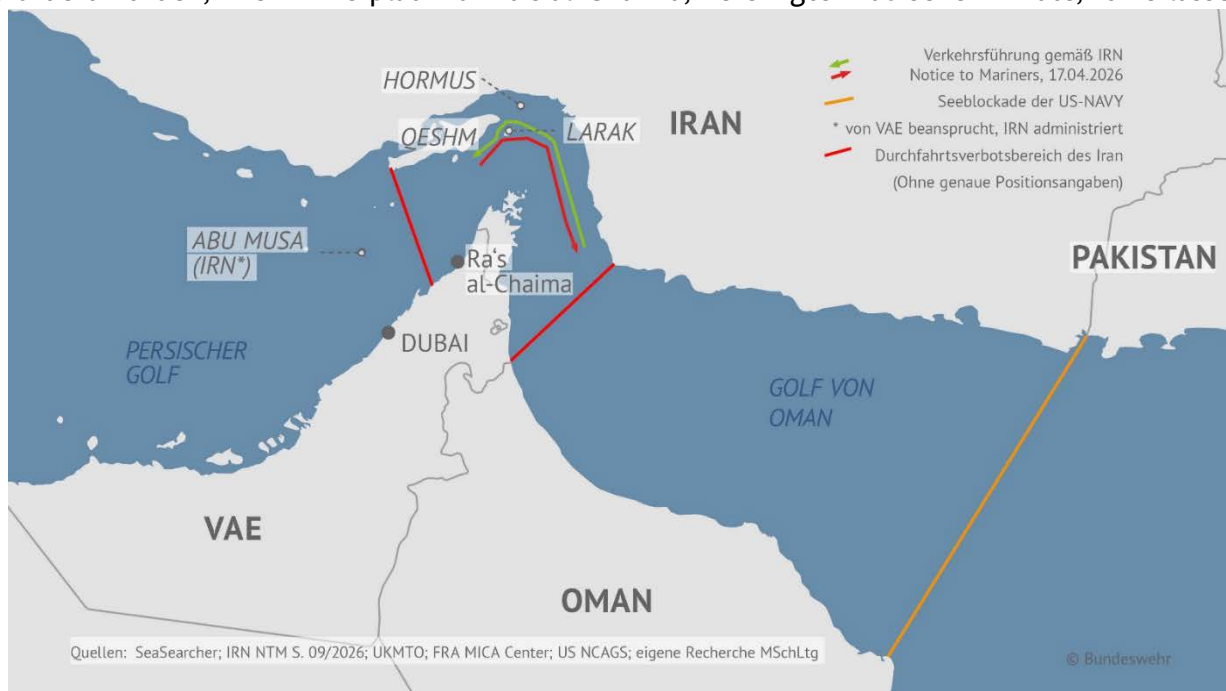 HORMUS
QESHM
LARAK
IRAN
Verkehrsführung gemäß IRN
Notice to Mariners, 17.04.2026
Seeblockade der US-NAVY
* von VAE beansprucht, IRN administriert
Durchfahrtsverbotsbereich des Iran
(Ohne genaue Positionsangaben)
ABU MUSA
(IRN*)
Ra's
al-Chaima
PAKISTAN
DUBAI
PERSISCHER
GOLF
GOLF VON
OMAN
VAE
OMAN
Quellen: SeaSearcher; IRN NTM S. 09/2026; UKMTO; FRA MICA Center; US NCAGS; eigene Recherche MSchLtg
© Bundeswehr